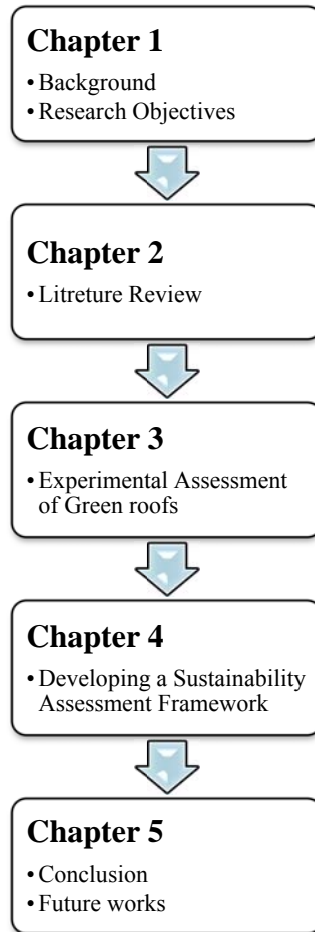 Chapter 1
• Background
• Research Objectives
Chapter 2
• Litreture Review
Chapter 3
• Experimental Assessment
of Green roofs
Chapter 4
• Developing a Sustainability
Assessment Framework
Chapter 5
• Conclusion
• Future works